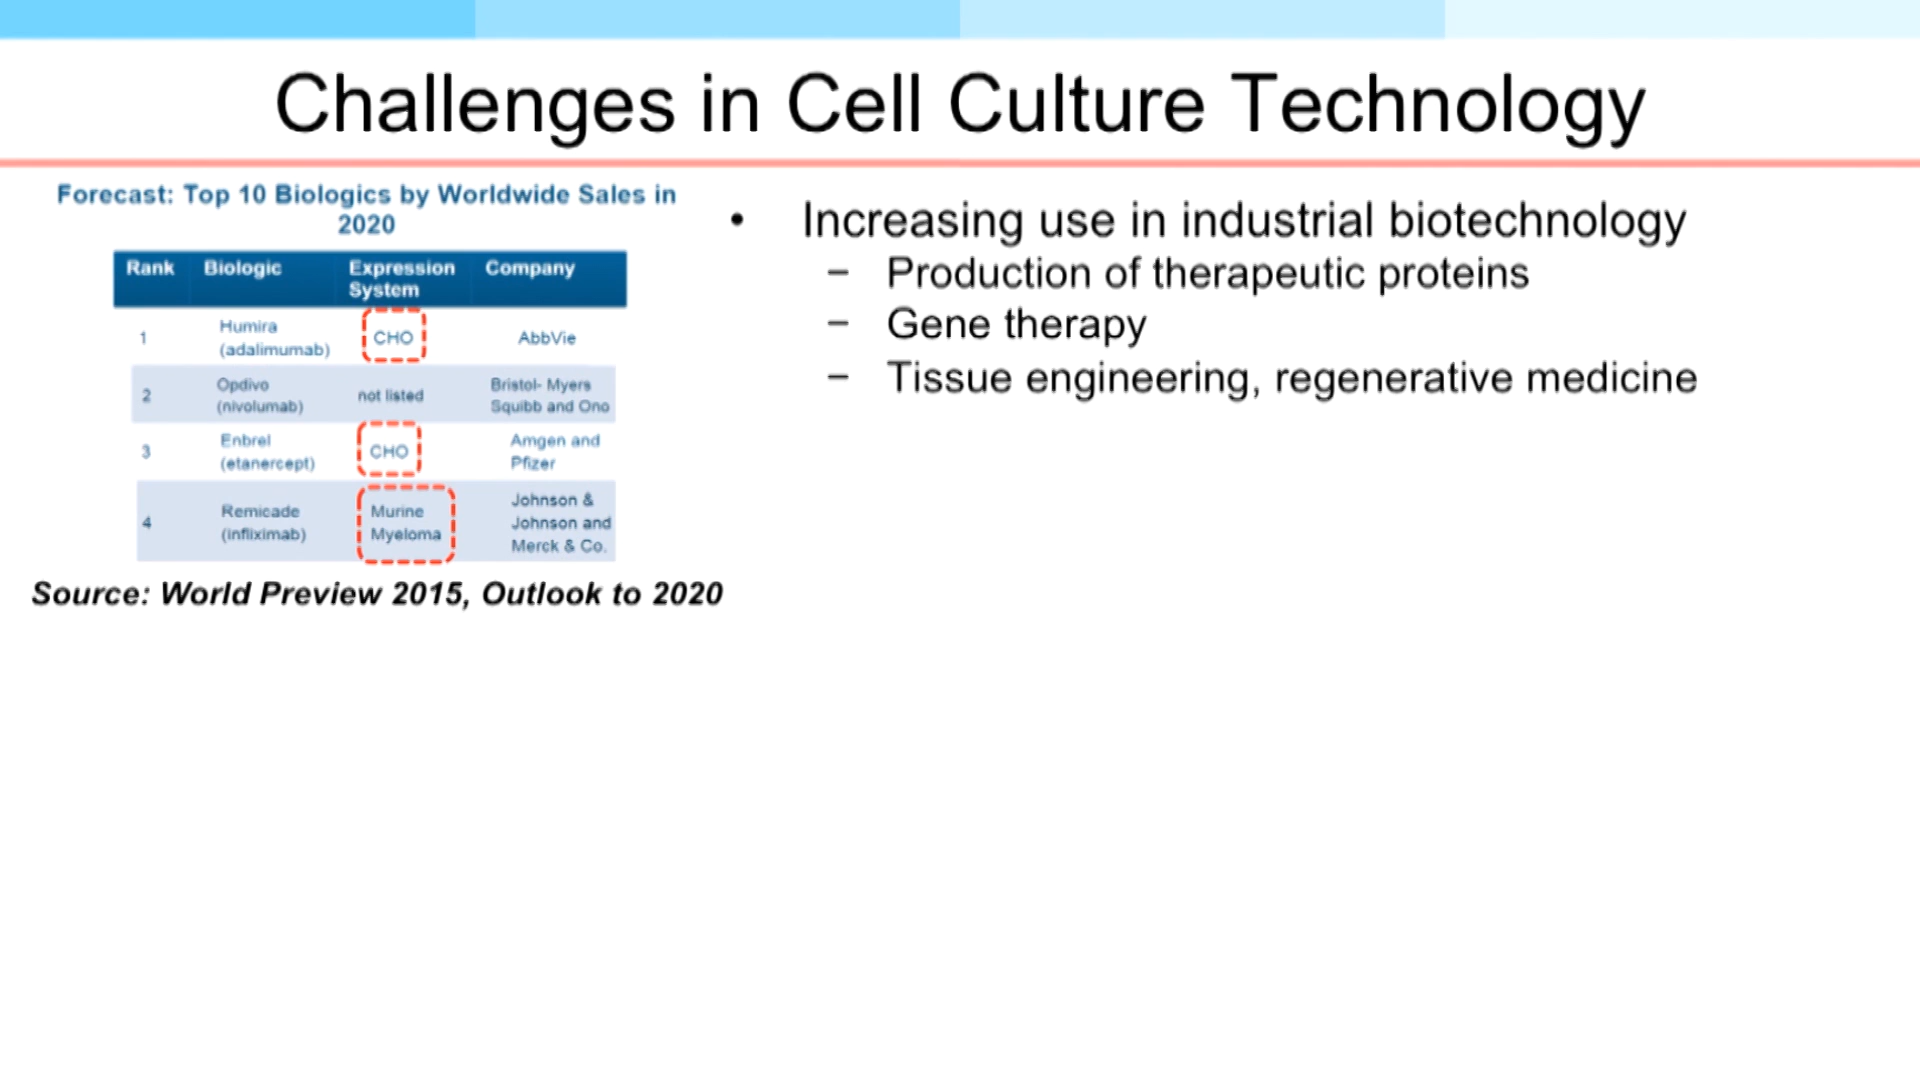 Challenges in Cell Culture Technology
Forecast: Top 10 Biologics by Worldwide Sales in
2020
Rank Biologic Expression System Company
1 Humira (adalimumab) CHO AbbVie
2 Opdivo (nivolumab) not listed Bristol- Myers Squibb and Ono
3 Enbrel (etanercept) CHO Amgen and Pfizer
4 Remicade (infliximab) Murine Myeloma Johnson & Johnson and Merck & Co.
Source: World Preview 2015, Outlook to 2020
• Increasing use in industrial biotechnology
– Production of therapeutic proteins
– Gene therapy
– Tissue engineering, regenerative medicine